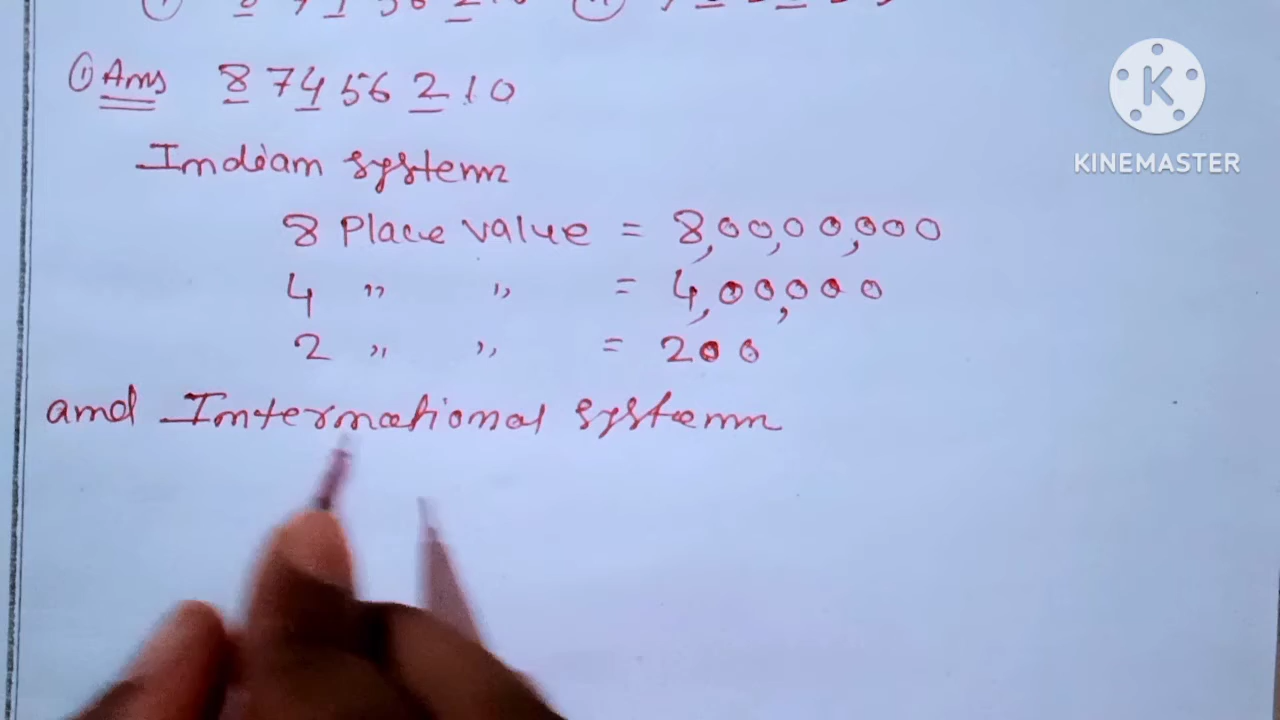 ① Ans 87456210
Indian system
8 Place value = 8,00,00,000
4 " " = 4,00,000
2 " " = 200
and International system
K
KINEMASTER